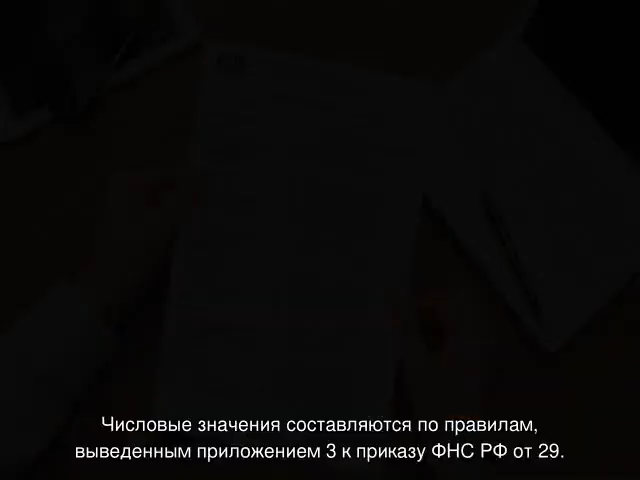 Числовые значения составляются по правилам,
выведенным приложением 3 к приказу ФНС РФ от 29.